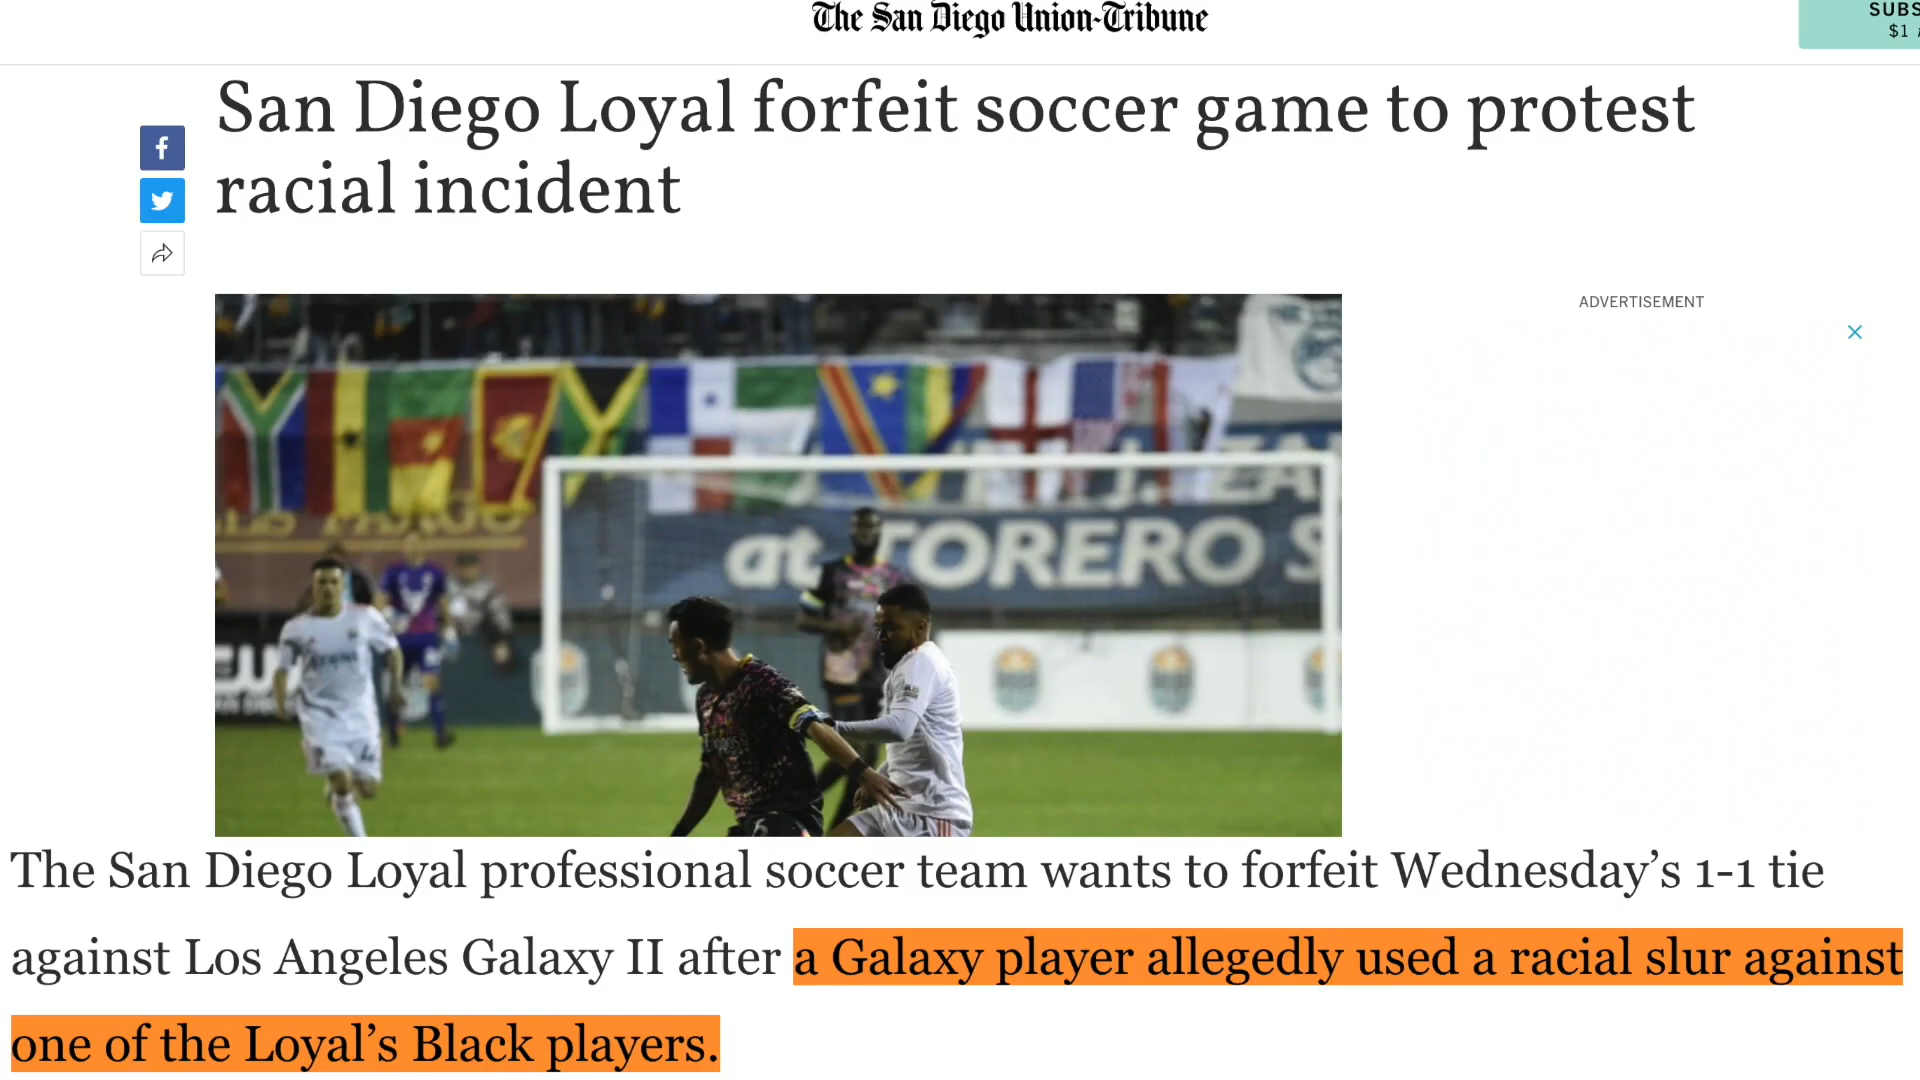 The San Diego Union-Tribune
SUBS
$1
San Diego Loyal forfeit soccer game to protest
racial incident
ADVERTISEMENT
at TORERO S
The San Diego Loyal professional soccer team wants to forfeit Wednesday’s 1-1 tie
against Los Angeles Galaxy II after a Galaxy player allegedly used a racial slur against
one of the Loyal’s Black players.